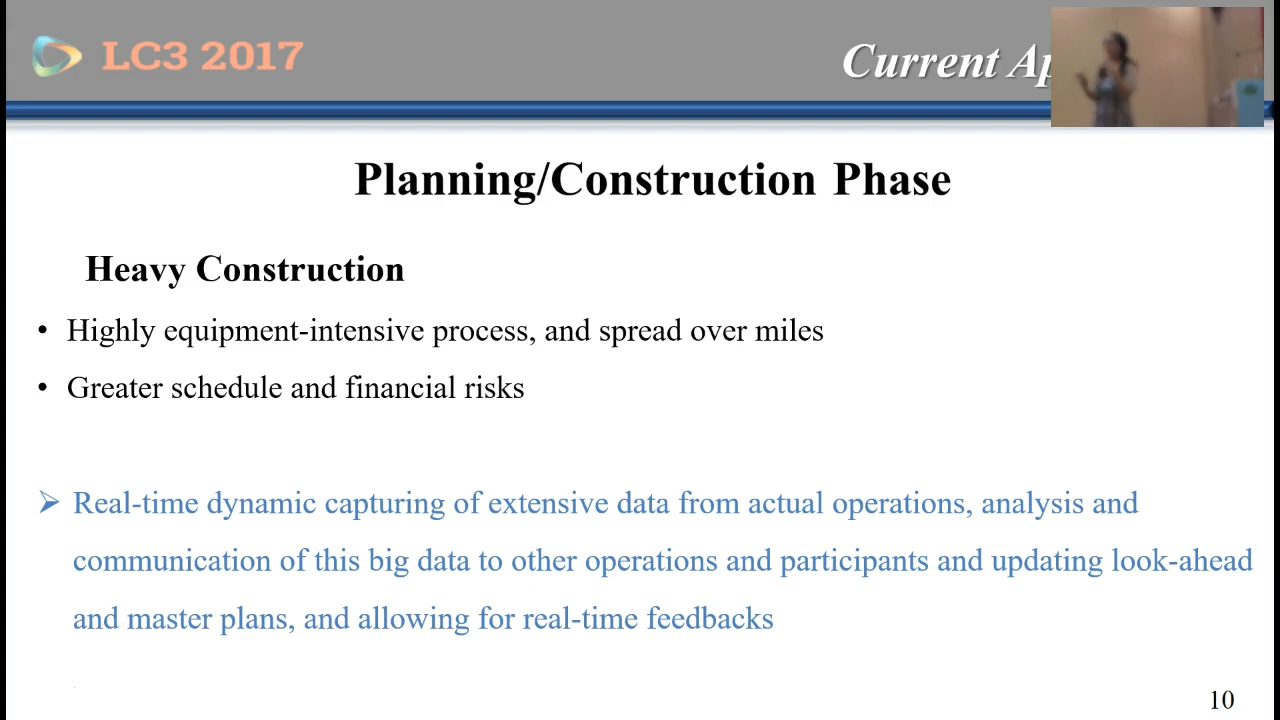 LC3 2017
Current Ap
Planning/Construction Phase
Heavy Construction
• Highly equipment-intensive process, and spread over miles
• Greater schedule and financial risks
➢ Real-time dynamic capturing of extensive data from actual operations, analysis and
communication of this big data to other operations and participants and updating look-ahead
and master plans, and allowing for real-time feedbacks
10